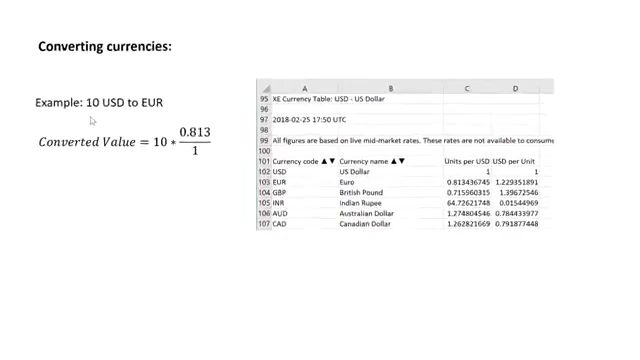 Converting currencies:
Example: 10 USD to EUR
Converted Value = 10 * 0.813/1
A B C D
95 XE Currency Table: USD - US Dollar
96
97 2018-02-25 17:50 UTC
98
99 All figures are based on live mid-market rates. These rates are not available to consume
100
101 Currency code ▲▼ Currency name ▲▼ Units per USD USD per Unit
102 USD US Dollar 1 1
103 EUR Euro 0.813436745 1.229351891
104 GBP British Pound 0.715960315 1.39672546
105 INR Indian Rupee 64.72621748 0.01544969
106 AUD Australian Dollar 1.274804546 0.784433977
107 CAD Canadian Dollar 1.262821669 0.791877448